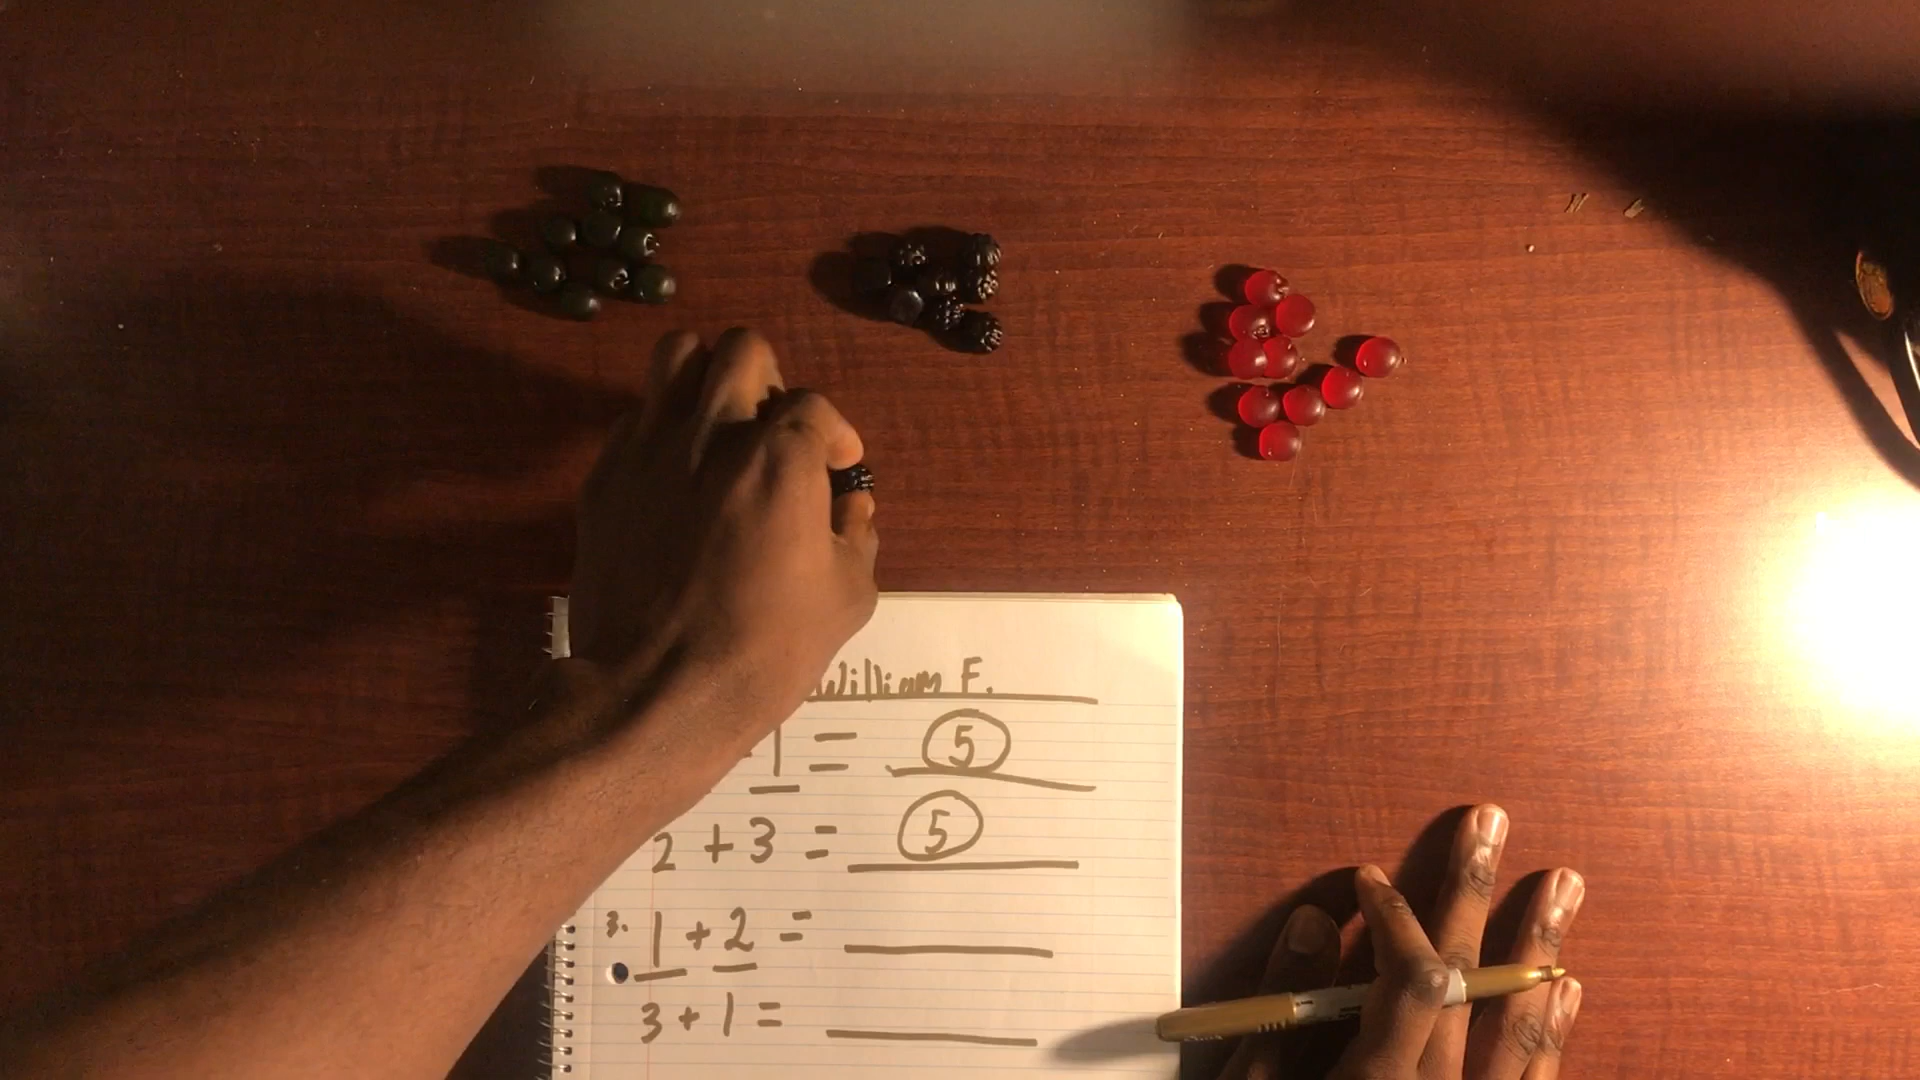 William F.
1 = 5
2 + 3 = 5
3. 1 + 2 =
3 + 1 =